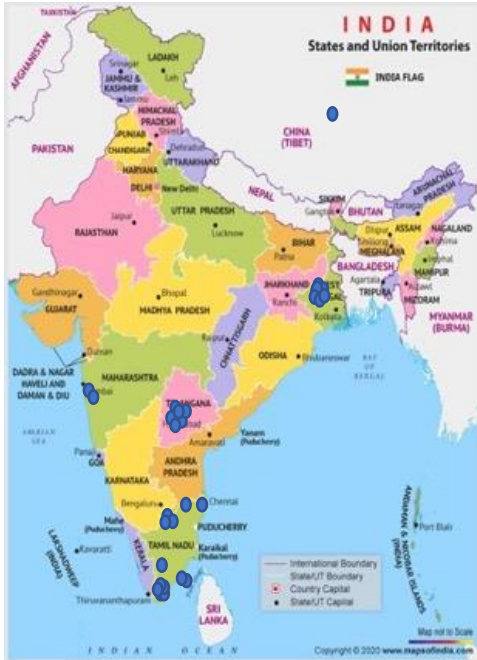 TAJIKISTAN
INDIA
States and Union Territories
INDIA FLAG
AFGHANISTAN
LADAKH
Srinagar
Leh
JAMMU &
KASHMIR
Jammu
HIMACHAL
PRADESH
Shimla
PUNJAB
CHANDIGARH
Dehradun
UTTARAKHAND
CHINA
(TIBET)
PAKISTAN
HARYANA
DELHI
New Delhi
NEPAL
SIKKIM
Gangtok
BHUTAN
ARUNACHAL
PRADESH
Itanagar
RAJASTHAN
Jaipur
UTTAR PRADESH
Lucknow
BIHAR
Patna
Dispur
ASSAM
NAGALAND
Kohima
Shillong
MEGHALAYA
Imphal
MANIPUR
BANGLADESH
Agartala
TRIPURA
Aizawl
MIZORAM
Gandhinagar
GUJARAT
Bhopal
MADHYA PRADESH
JHARKHAND
Ranchi
Kolkata
MYANMAR
(BURMA)
Raipur
CHHATTISGARH
ODISHA
Bhubaneswar
Daman
DADRA & NAGAR
HAVELI AND
DAMAN & DIU
MAHARASHTRA
BAY
OF
BENGAL
ARABIAN
SEA
Yanam
(Puducherry)
Amaravati
Panaji
GOA
ANDHRA
PRADESH
KARNATAKA
Bengaluru
Chennai
Mahe
(Puducherry)
PUDUCHERRY
Karaikal
(Puducherry)
TAMIL NADU
KERALA
LAKSHADWEEP
(INDIA)
Kavaratti
Thiruvananthapuram
SRI
LANKA
ANDAMAN & NICOBAR ISLANDS
(INDIA)
Port Blair
International Boundary
State/UT Boundary
Country Capital
State/UT Capital
Map not to Scale
INDIAN OCEAN
Copyright © 2020 www.mapsofindia.com